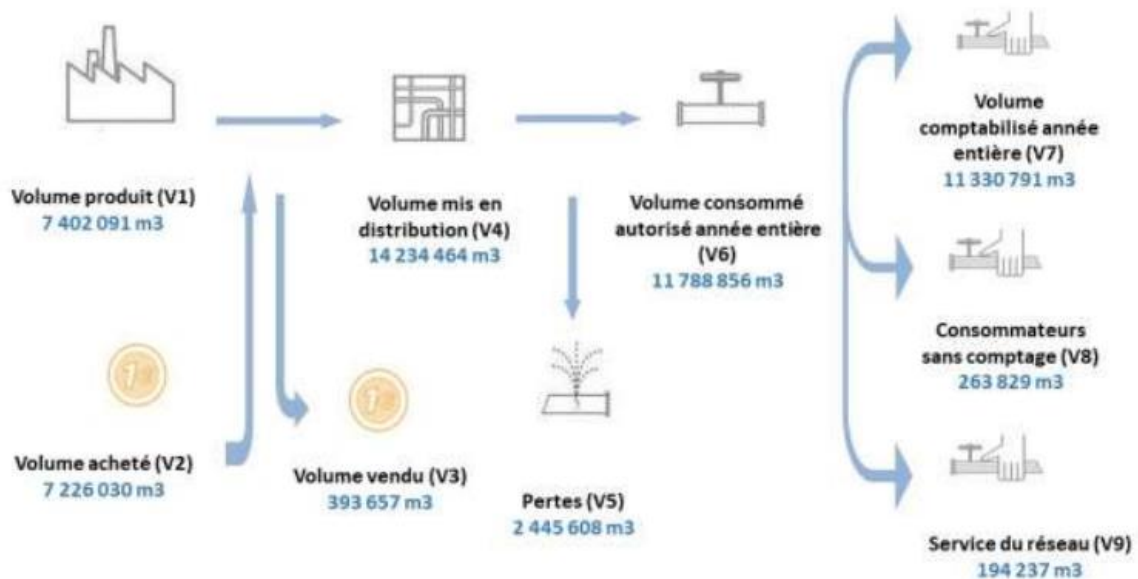 Volume produit (V1)
7 402 091 m3
Volume acheté (V2)
7 226 030 m3
Volume vendu (V3)
393 657 m3
Volume mis en
distribution (V4)
14 234 464 m3
Pertes (V5)
2 445 608 m3
Volume consommé
autorisé année entière
(V6)
11 788 856 m3
Volume
comptabilisé année
entière (V7)
11 330 791 m3
Consommateurs
sans comptage (V8)
263 829 m3
Service du réseau (V9)
194 237 m3